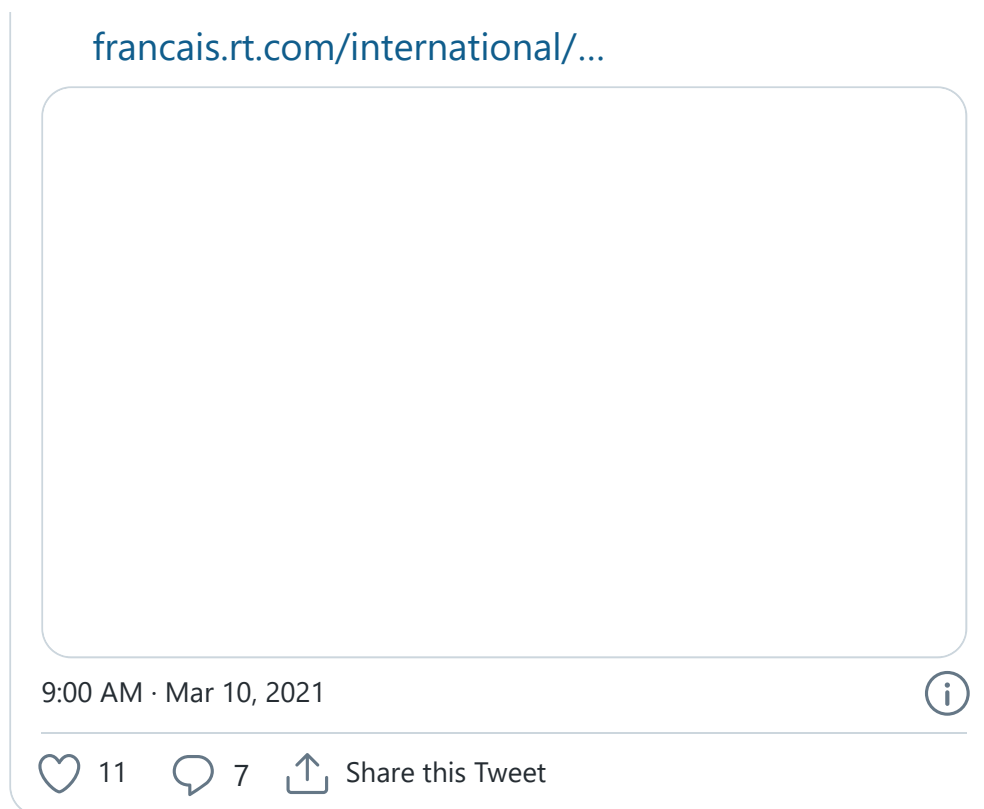 francais.rt.com/international/...
9:00 AM · Mar 10, 2021
11 7 Share this Tweet